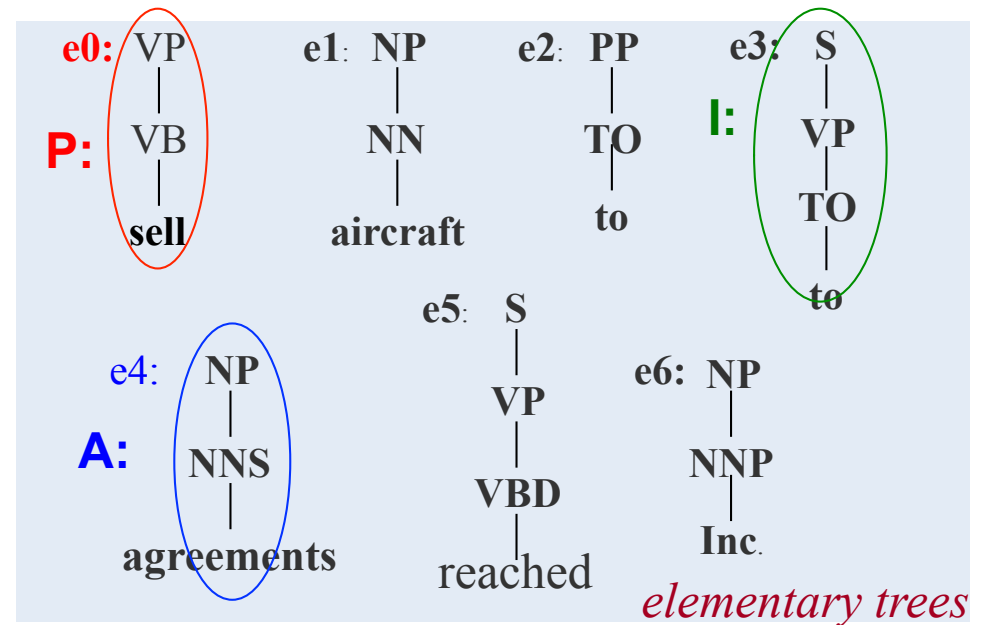 e0: VP e1: NP e2: PP e3: S
I:
P: VB NN TO VP
sell aircraft to TO
to
e5: S
e4: NP VP e6: NP
A: NNS VBD NNP
agreements reached Inc.
elementary trees